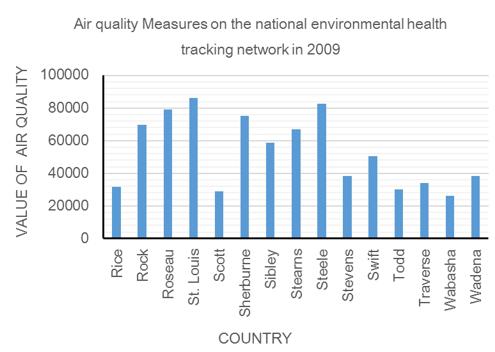 Air quality Measures on the national environmental health
tracking network in 2009
VALUE OF AIR QUALITY
100000
80000
60000
40000
20000
0
Rice
Rock
Roseau
St. Louis
Scott
Sherburne
Sibley
Stearns
Steele
Stevens
Swift
Todd
Traverse
Wabasha
Wadena
COUNTRY